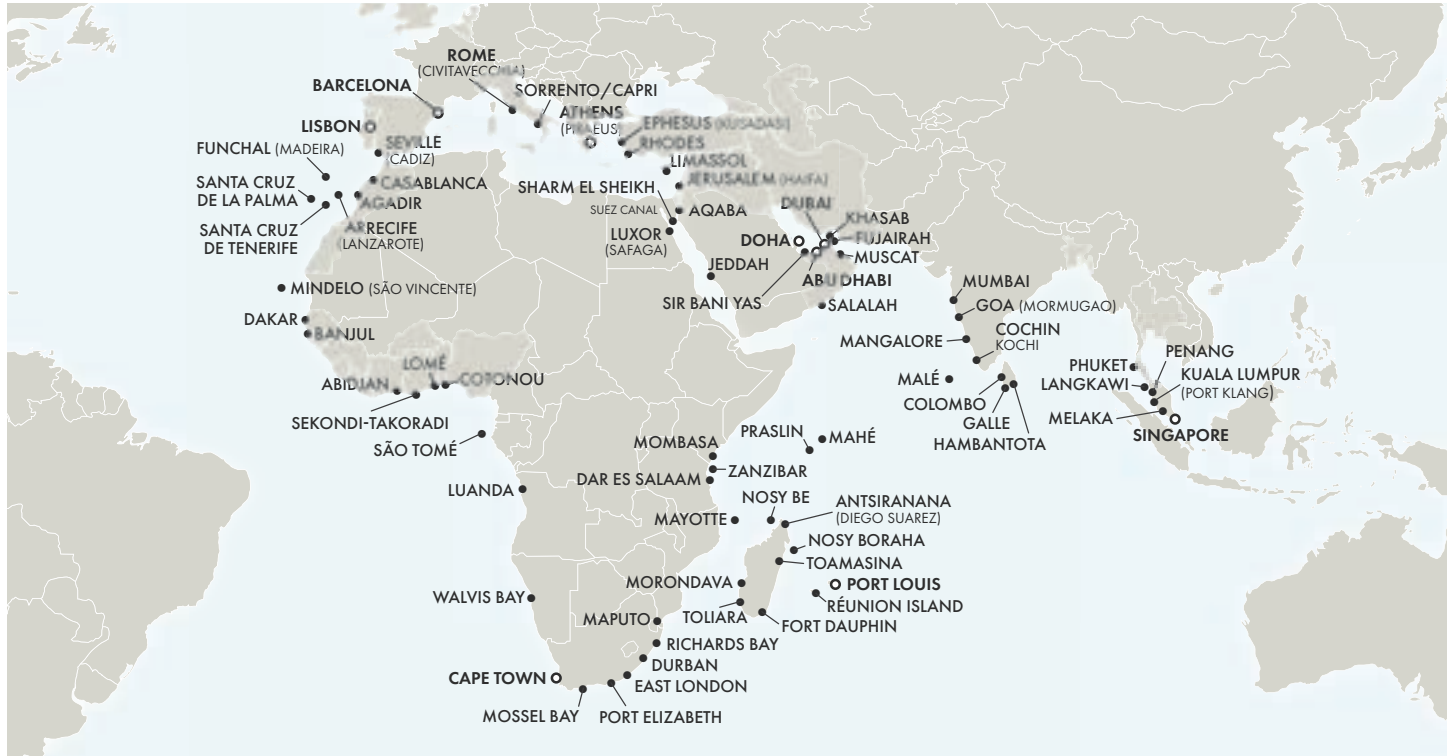 ROME
(CIVITAVECCHIA)
BARCELONA
SORRENTO/CAPRI
ATHENS
(PIRAEUS)
EPHESUS (KUSADASI)
RHODES
LISBON
SEVILLE
(CADIZ)
FUNCHAL (MADEIRA)
LIMASSOL
JERUSALEM (HAIFA)
SANTA CRUZ
DE LA PALMA
CASABLANCA
AGADIR
SHARM EL SHEIKH
SUEZ CANAL
AQABA
DUBAI
KHASAB
SANTA CRUZ
DE TENERIFE
ARRECIFE
(LANZAROTE)
LUXOR
(SAFAGA)
DOHA
FUJAIRAH
MUSCAT
JEDDAH
ABU DHABI
SIR BANI YAS
SALALAH
MINDELO (SÃO VINCENTE)
MUMBAI
GOA (MORMUGAO)
DAKAR
BANJUL
MANGALORE
COCHIN
KOCHI
LOMÉ
ABIDJAN
COTONOU
MALÉ
COLOMBO
GALLE
HAMBANTOTA
PHUKET
LANGKAWI
PENANG
KUALA LUMPUR
(PORT KLANG)
MELAKA
SINGAPORE
SEKONDI-TAKORADI
SÃO TOMÉ
PRASLIN
MAHÉ
MOMBASA
ZANZIBAR
DAR ES SALAAM
LUANDA
NOSY BE
ANTSIRANANA
(DIEGO SUAREZ)
MAYOTTE
NOSY BORAHA
TOAMASINA
MORONDAVA
PORT LOUIS
WALVIS BAY
RÉUNION ISLAND
MAPUTO
TOLIARA
FORT DAUPHIN
RICHARDS BAY
DURBAN
CAPE TOWN
EAST LONDON
MOSSEL BAY
PORT ELIZABETH